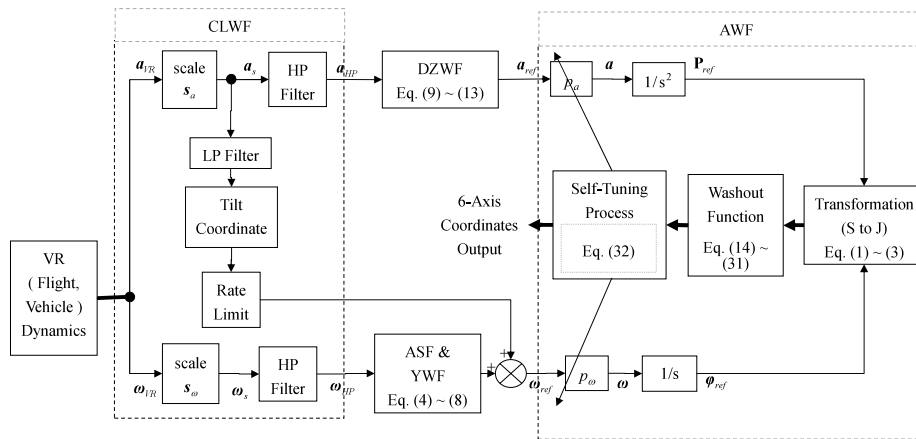 CLWF
AWF
a_VR
scale
s_a
a_s
HP
Filter
a_HP
DZWF
Eq. (9) ~ (13)
a_ref
p_a
a
1/s²
P_ref
LP Filter
Tilt
Coordinate
Rate
Limit
6-Axis
Coordinates
Output
Self-Tuning
Process
Eq. (32)
Washout
Function
Eq. (14) ~
(31)
Transformation
(S to J)
Eq. (1) ~ (3)
VR
( Flight,
Vehicle )
Dynamics
ω_VR
scale
s_ω
ω_s
HP
Filter
ω_HP
ASF &
YWF
Eq. (4) ~ (8)
+
+
ω_ref
p_ω
ω
1/s
φ_ref